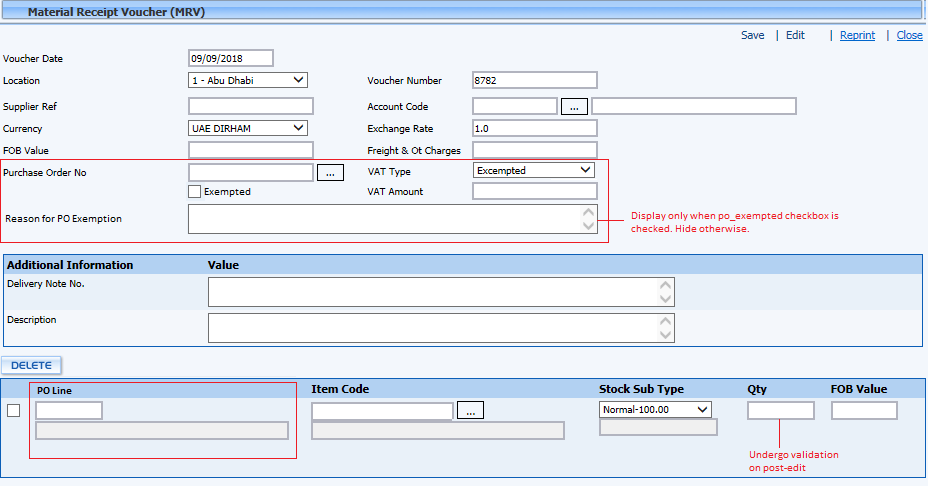 Material Receipt Voucher (MRV)
Save | Edit | Reprint | Close
Voucher Date 09/09/2018
Location 1 - Abu Dhabi Voucher Number 8782
Supplier Ref Account Code ...
Currency UAE DIRHAM Exchange Rate 1.0
FOB Value Freight & Ot Charges
Purchase Order No ... VAT Type Excempted
Exempted VAT Amount
Reason for PO Exemption
Display only when po_exempted checkbox is
checked. Hide otherwise.
Additional Information Value
Delivery Note No.
Description
DELETE
PO Line Item Code Stock Sub Type Qty FOB Value
... Normal-100.00
Undergo validation
on post-edit